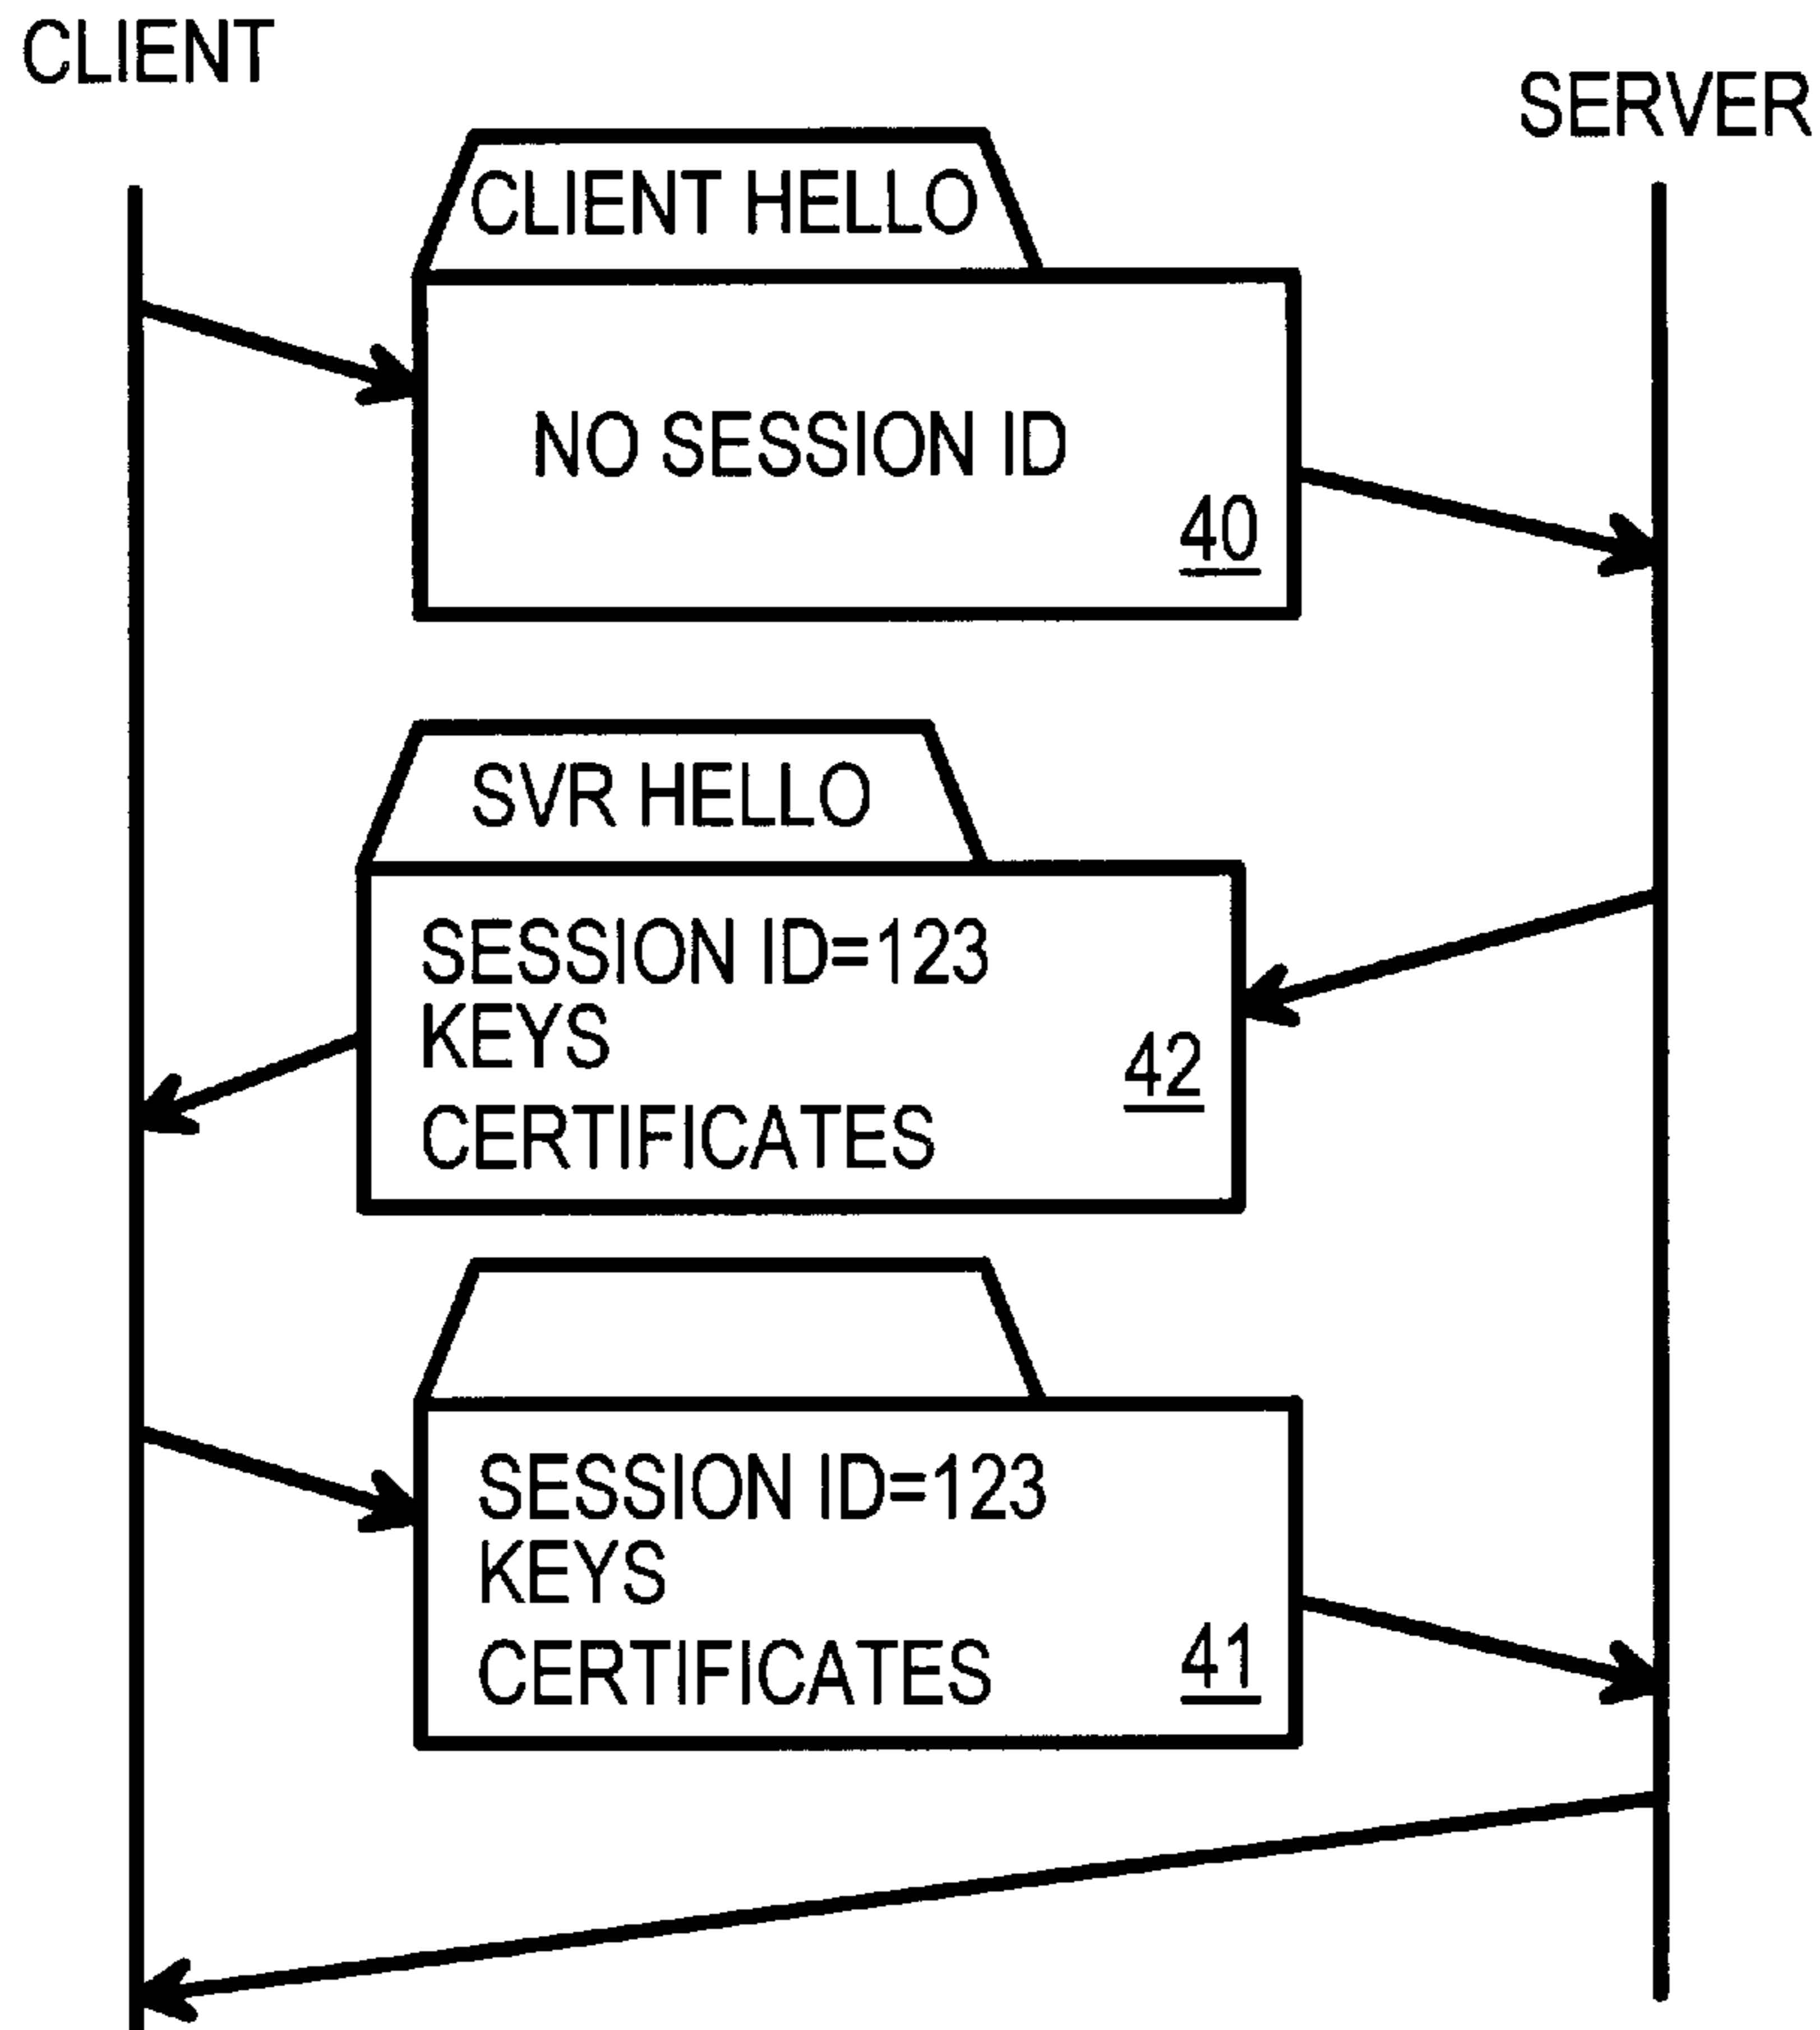 CLIENT
SERVER
CLIENT HELLO
NO SESSION ID
40
SVR HELLO
SESSION ID=123
KEYS
42
CERTIFICATES
SESSION ID=123
KEYS
CERTIFICATES
41